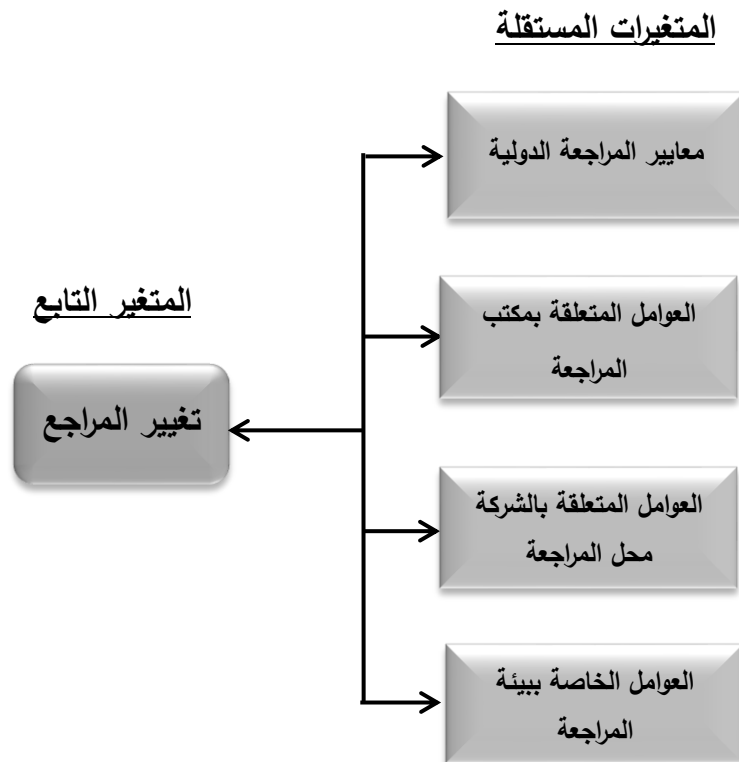 المتغيرات المستقلة
معايير المراجعة الدولية
العوامل المتعلقة بمكتب
المراجعة
العوامل المتعلقة بالشركة
محل المراجعة
العوامل الخاصة ببيئة
المراجعة
المتغير التابع
تغيير المراجع